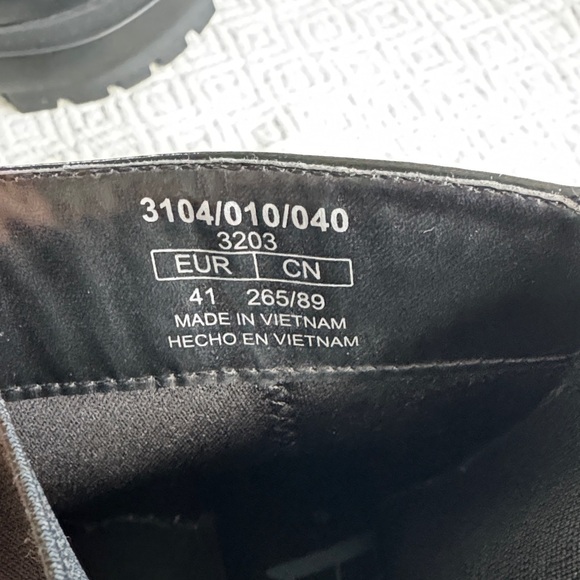 3104/010/040
3203
EUR CN
41 265/89
MADE IN VIETNAM
HECHO EN VIETNAM